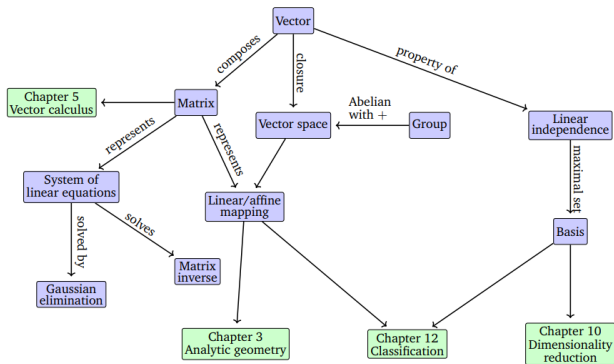 Vector
composes
closure
property of
Chapter 5
Vector calculus
Matrix
Abelian
with +
Vector space
Group
Linear
independence
represents
represents
maximal set
System of
linear equations
Linear/affine
mapping
solved by
solves
Basis
Matrix
inverse
Gaussian
elimination
Chapter 3
Analytic geometry
Chapter 12
Classification
Chapter 10
Dimensionality
reduction